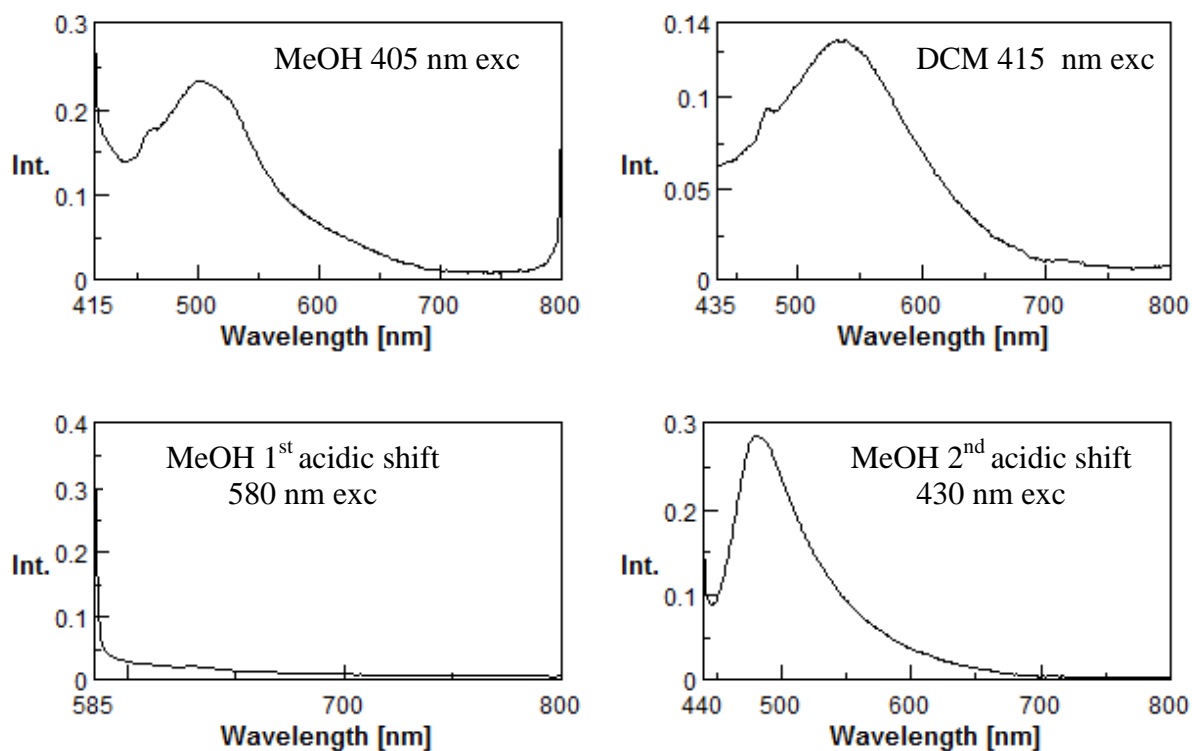 0.3
MeOH 405 nm exc
0.2
Int.
0.1
0
415 500 600 700 800
Wavelength [nm]
0.14
DCM 415 nm exc
0.1
Int.
0.05
0
435 500 600 700 800
Wavelength [nm]
0.4
MeOH 1st acidic shift
580 nm exc
0.3
0.2
Int.
0.1
0
585 700 800
Wavelength [nm]
0.3
MeOH 2nd acidic shift
430 nm exc
0.2
Int.
0.1
0
440 500 600 700 800
Wavelength [nm]